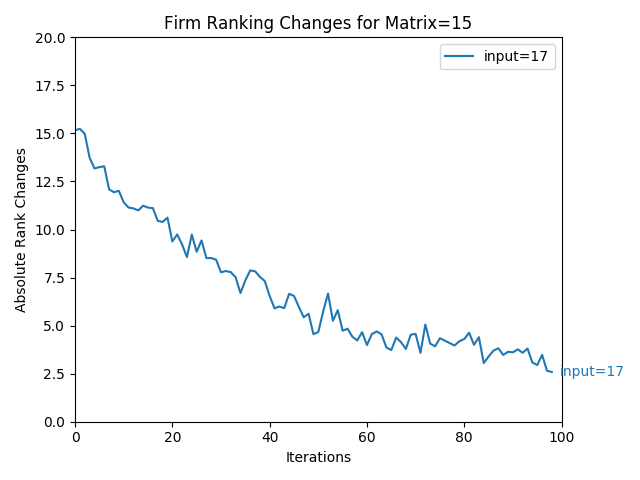 Firm Ranking Changes for Matrix=15
input=17
Absolute Rank Changes
20.0
17.5
15.0
12.5
10.0
7.5
5.0
2.5
0.0
input=17
0 20 40 60 80 100
Iterations